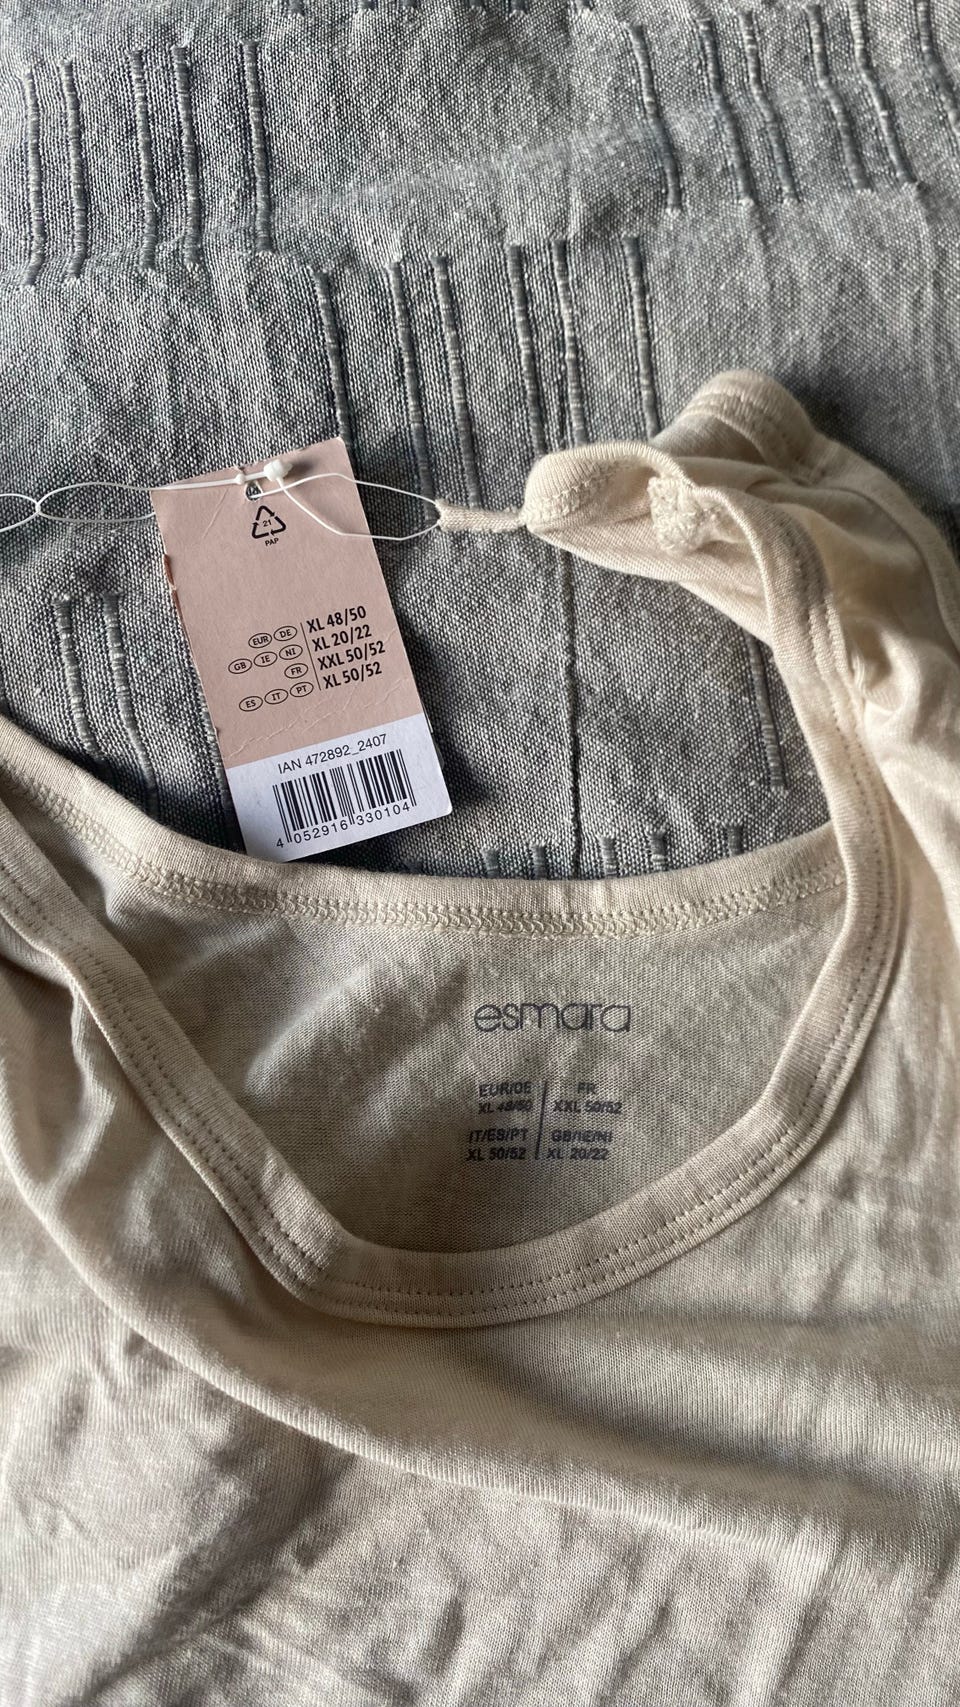 21
PAP
EUR DE XL 48/50
GB IE NI XL 20/22
FR XXL 50/52
ES IT PT XL 50/52
IAN 472892_2407
4 052916 330104
esmara
EUR/DE FR
XL 48/50 XXL 50/52
IT/ES/PT GB/IE/NI
XL 50/52 XL 20/22